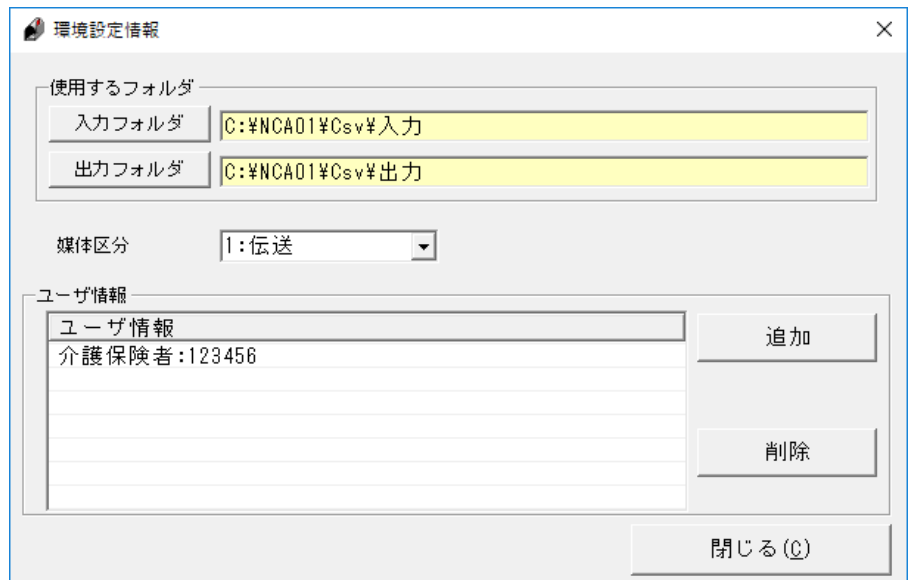 環境設定情報
使用するフォルダ
入力フォルダ C:¥NCA01¥Csv¥入力
出力フォルダ C:¥NCA01¥Csv¥出力
媒体区分 1:伝送
ユーザ情報
ユーザ情報
追加
介護保険者:123456
削除
閉じる(C)